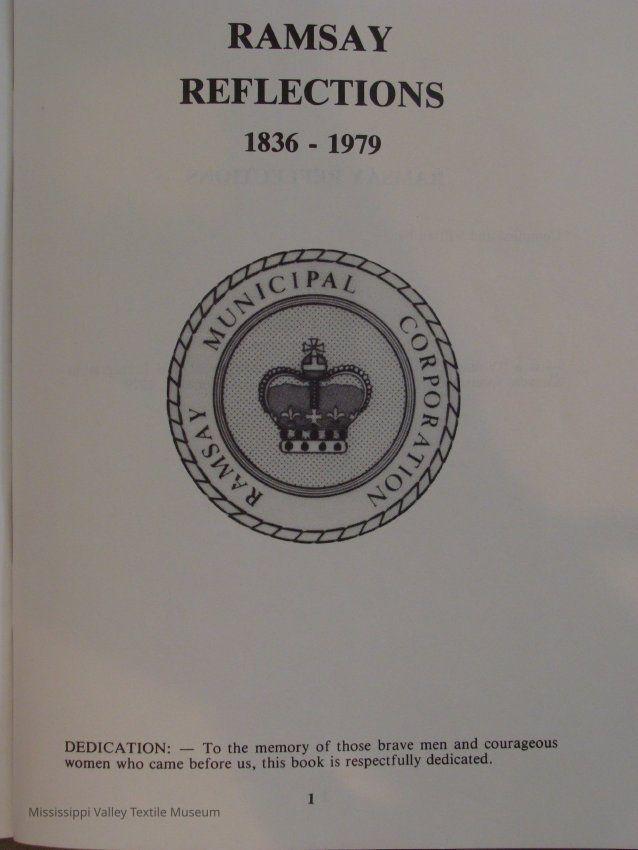 RAMSAY
REFLECTIONS
1836 - 1979
RAMSAY MUNICIPAL CORPORATION
DEDICATION: — To the memory of those brave men and courageous
women who came before us, this book is respectfully dedicated.
1
Mississippi Valley Textile Museum